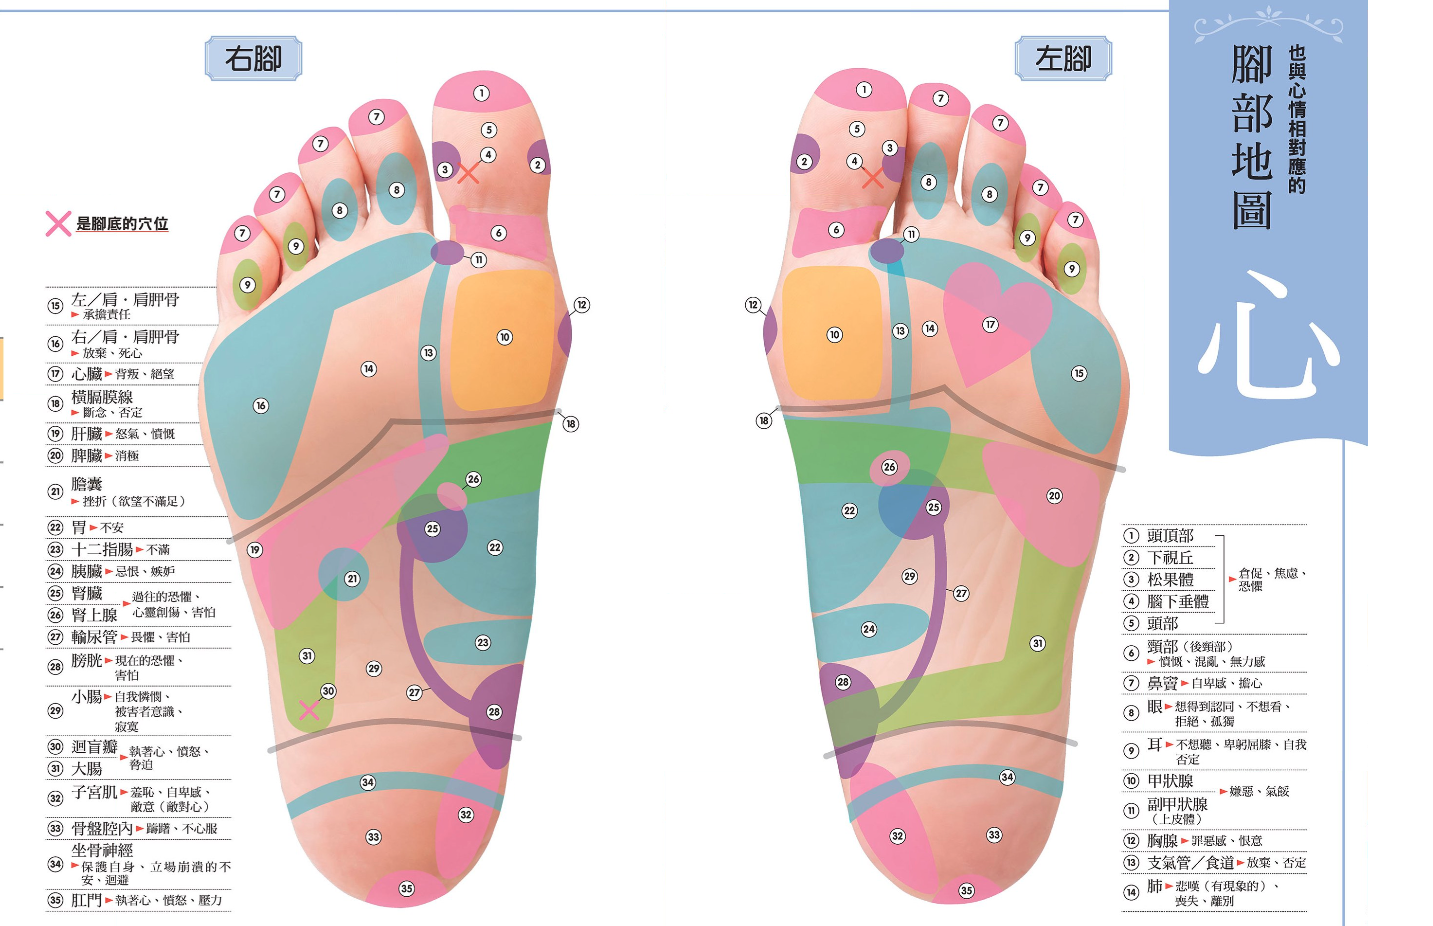 也與心情相對應的
腳部地圖
心
右腳
左腳
✕是腳底的穴位
⑮ 左／肩・肩胛骨
►承擔責任
⑯ 右／肩・肩胛骨
►放棄、死心
⑰ 心臟►背叛、絕望
⑱ 橫膈膜線
►斷念、否定
⑲ 肝臟►怒氣、憤慨
⑳ 脾臟►消極
㉑ 膽囊
►挫折（欲望不滿足）
㉒ 胃►不安
㉓ 十二指腸►不滿
㉔ 胰臟►忌恨、嫉妒
㉕ 腎臟
㉖ 腎上腺
►過往的恐懼、
心靈創傷、害怕
㉗ 輸尿管►畏懼、害怕
㉘ 膀胱►現在的恐懼、
害怕
㉙ 小腸►自我憐憫、
被害者意識、
寂寞
㉚ 迴盲瓣
㉛ 大腸
►執著心、憤怒、
脅迫
㉜ 子宮肌►羞恥、自卑感、
敵意（敵對心）
㉝ 骨盤腔內►躊躇、不心服
㉞ 坐骨神經
►保護自身、立場崩潰的不
安、迴避
㉟ 肛門►執著心、憤怒、壓力
① 頭頂部
② 下視丘
③ 松果體
④ 腦下垂體
⑤ 頭部
►倉促、焦慮、
恐懼
⑥ 頸部（後頸部）
►憤慨、混亂、無力感
⑦ 鼻竇►自卑感、擔心
⑧ 眼►想得到認同、不想看、
拒絕、孤獨
⑨ 耳►不想聽、卑躬屈膝、自我
否定
⑩ 甲狀腺
⑪ 副甲狀腺
（上皮體）
►嫌惡、氣餒
⑫ 胸腺►罪惡感、恨意
⑬ 支氣管／食道►放棄、否定
⑭ 肺►悲嘆（有現象的）、
喪失、離別